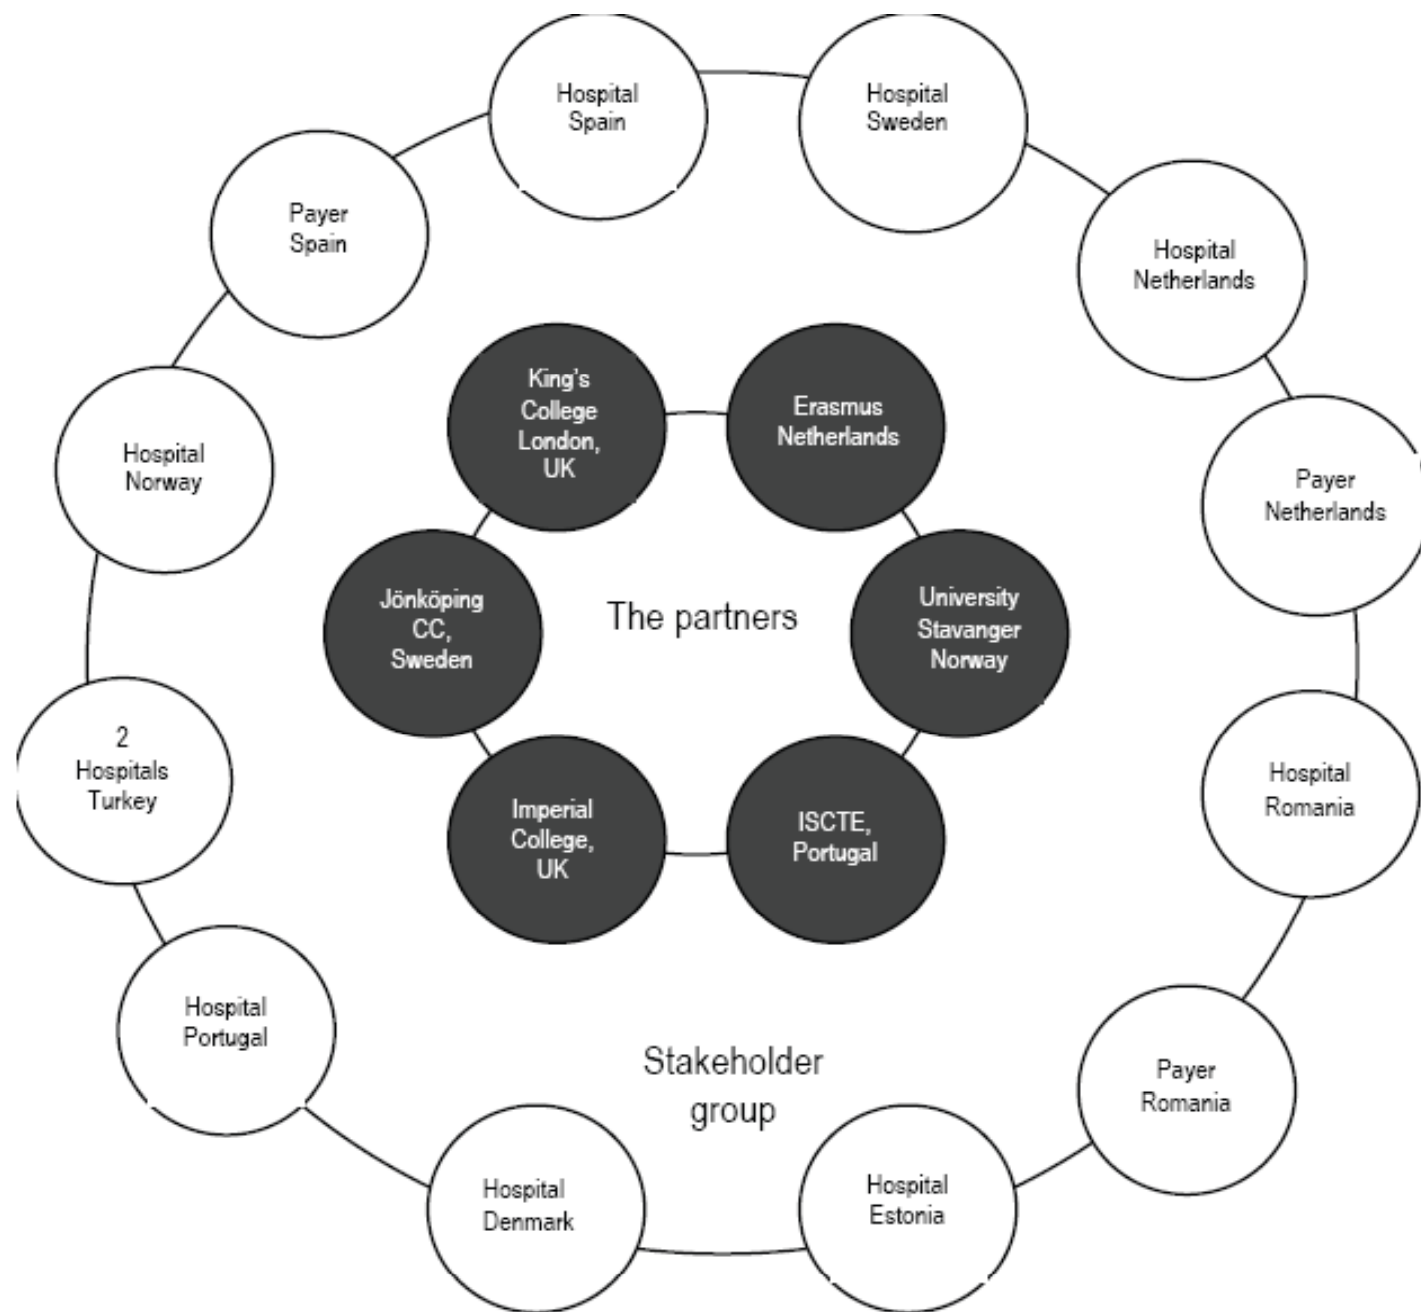 Hospital
Spain
Hospital
Sweden
Payer
Spain
Hospital
Netherlands
King's
College
London,
UK
Erasmus
Netherlands
Hospital
Norway
Payer
Netherlands
Jönköping
CC,
Sweden
The partners
University
Stavanger
Norway
2
Hospitals
Turkey
Hospital
Romania
Imperial
College,
UK
ISCTE,
Portugal
Hospital
Portugal
Stakeholder
group
Payer
Romania
Hospital
Denmark
Hospital
Estonia